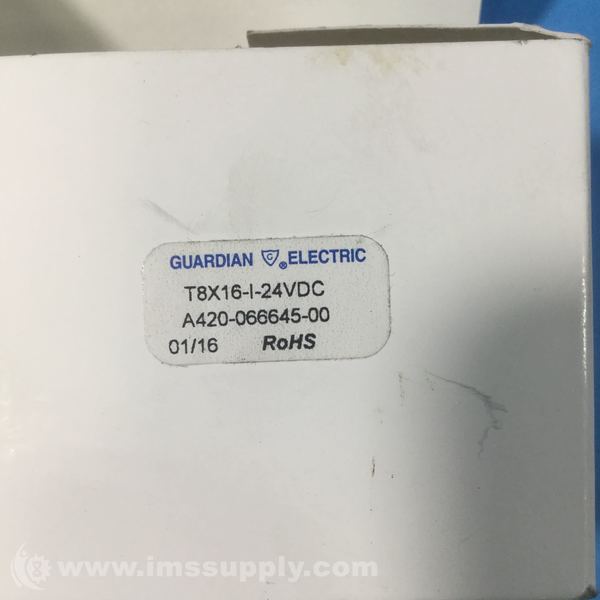 GUARDIAN G ® ELECTRIC
T8X16-I-24VDC
A420-066645-00
01/16 RoHS
www.imssupply.com